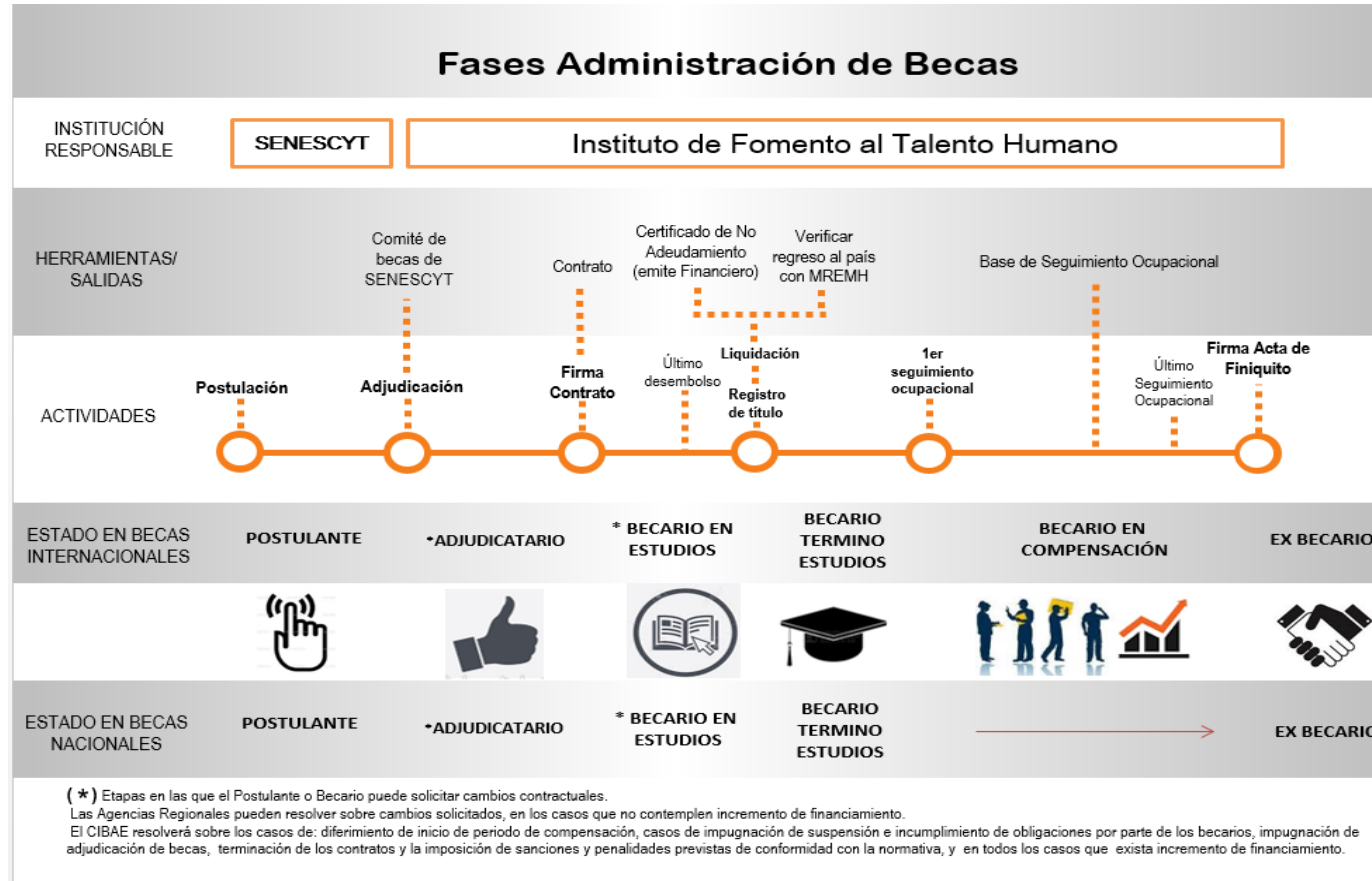 Fases Administración de Becas
INSTITUCIÓN
RESPONSABLE
SENESCYT
Instituto de Fomento al Talento Humano
HERRAMIENTAS/
SALIDAS
Comité de
becas de
SENESCYT
Contrato
Certificado de No
Adeudamiento
(emite Financiero)
Verificar
regreso al país
con MREMH
Base de Seguimiento Ocupacional
ACTIVIDADES
Postulación
Adjudicación
Firma
Contrato
Último
desembolso
Liquidación
Registro
de título
1er
seguimiento
ocupacional
Último
Seguimiento
Ocupacional
Firma Acta de
Finiquito
ESTADO EN BECAS
INTERNACIONALES
POSTULANTE
*ADJUDICATARIO
* BECARIO EN
ESTUDIOS
BECARIO
TERMINO
ESTUDIOS
BECARIO EN
COMPENSACIÓN
EX BECARIO
ESTADO EN BECAS
NACIONALES
POSTULANTE
*ADJUDICATARIO
* BECARIO EN
ESTUDIOS
BECARIO
TERMINO
ESTUDIOS
EX BECARIO
(*) Etapas en las que el Postulante o Becario puede solicitar cambios contractuales.
Las Agencias Regionales pueden resolver sobre cambios solicitados, en los casos que no contemplen incremento de financiamiento.
El CIBAE resolverá sobre los casos de: diferimiento de inicio de periodo de compensación, casos de impugnación de suspensión e incumplimiento de obligaciones por parte de los becarios, impugnación de
adjudicación de becas, terminación de los contratos y la imposición de sanciones y penalidades previstas de conformidad con la normativa, y en todos los casos que exista incremento de financiamiento.